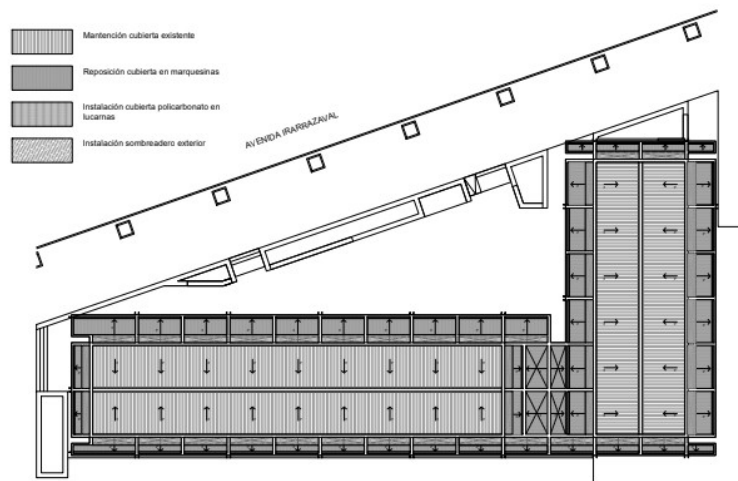 Mantención cubierta existente
Reposición cubierta en marquesinas
Instalación cubierta policarbonato en
lucarnas
Instalación sombreadero exterior
AVENIDA IRARRAZAVAL